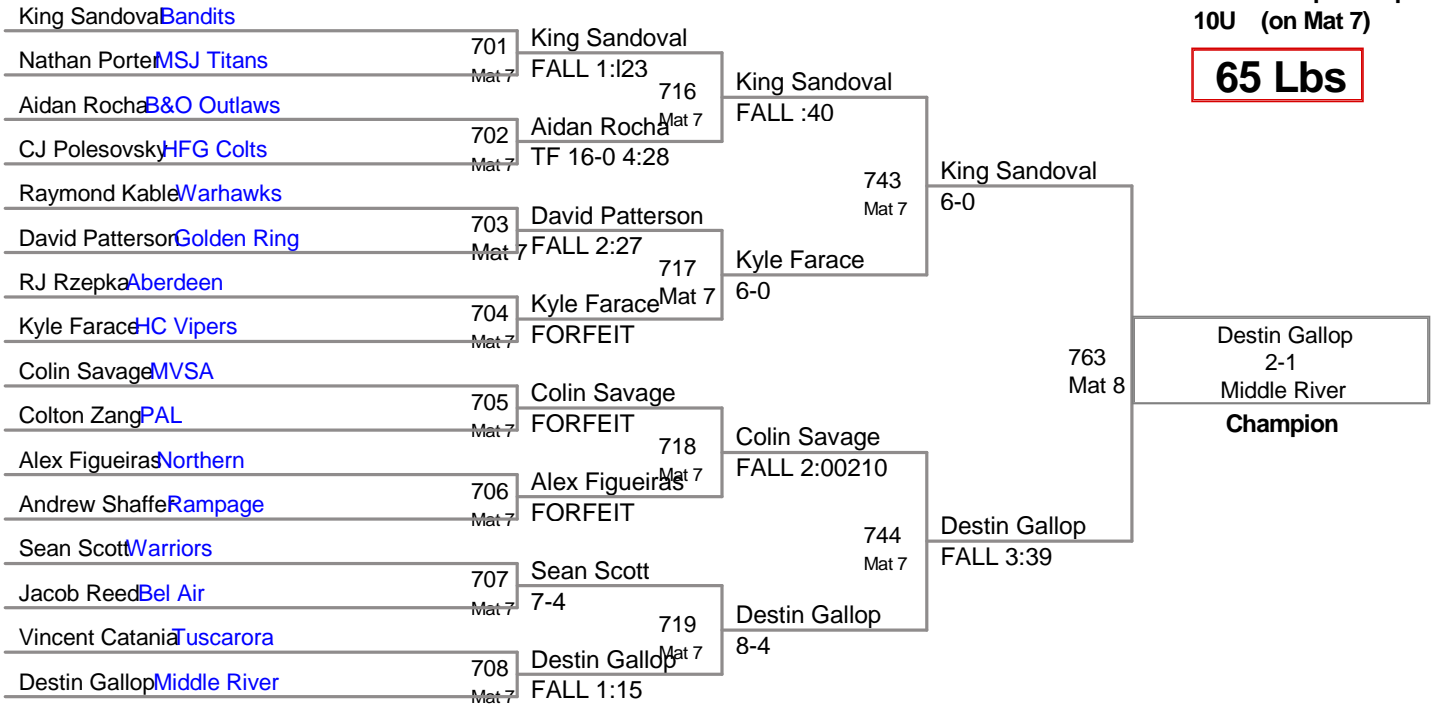 10U (on Mat 7)
65 Lbs
King Sandoval Bandits
Nathan Porter MSJ Titans
Aidan Rocha B&O Outlaws
CJ Polesovsky HFG Colts
Raymond Kable Warhawks
David Patterson Golden Ring
RJ Rzepka Aberdeen
Kyle Farace HC Vipers
Colin Savage MVSA
Colton Zang PAL
Alex Figueiras Northern
Andrew Shaffer Rampage
Sean Scott Warriors
Jacob Reed Bel Air
Vincent Catania Tuscarora
Destin Gallop Middle River
701
Mat 7
King Sandoval
FALL 1:l23
702
Mat 7
Aidan Rocha
TF 16-0 4:28
703
Mat 7
David Patterson
FALL 2:27
704
Mat 7
Kyle Farace
FORFEIT
705
Mat 7
Colin Savage
FORFEIT
706
Mat 7
Alex Figueiras
FORFEIT
707
Mat 7
Sean Scott
7-4
708
Mat 7
Destin Gallop
FALL 1:15
716
Mat 7
King Sandoval
FALL :40
717
Mat 7
Kyle Farace
6-0
718
Mat 7
Colin Savage
FALL 2:00210
719
Mat 7
Destin Gallop
8-4
743
Mat 7
King Sandoval
6-0
744
Mat 7
Destin Gallop
FALL 3:39
763
Mat 8
Destin Gallop
2-1
Middle River
Champion